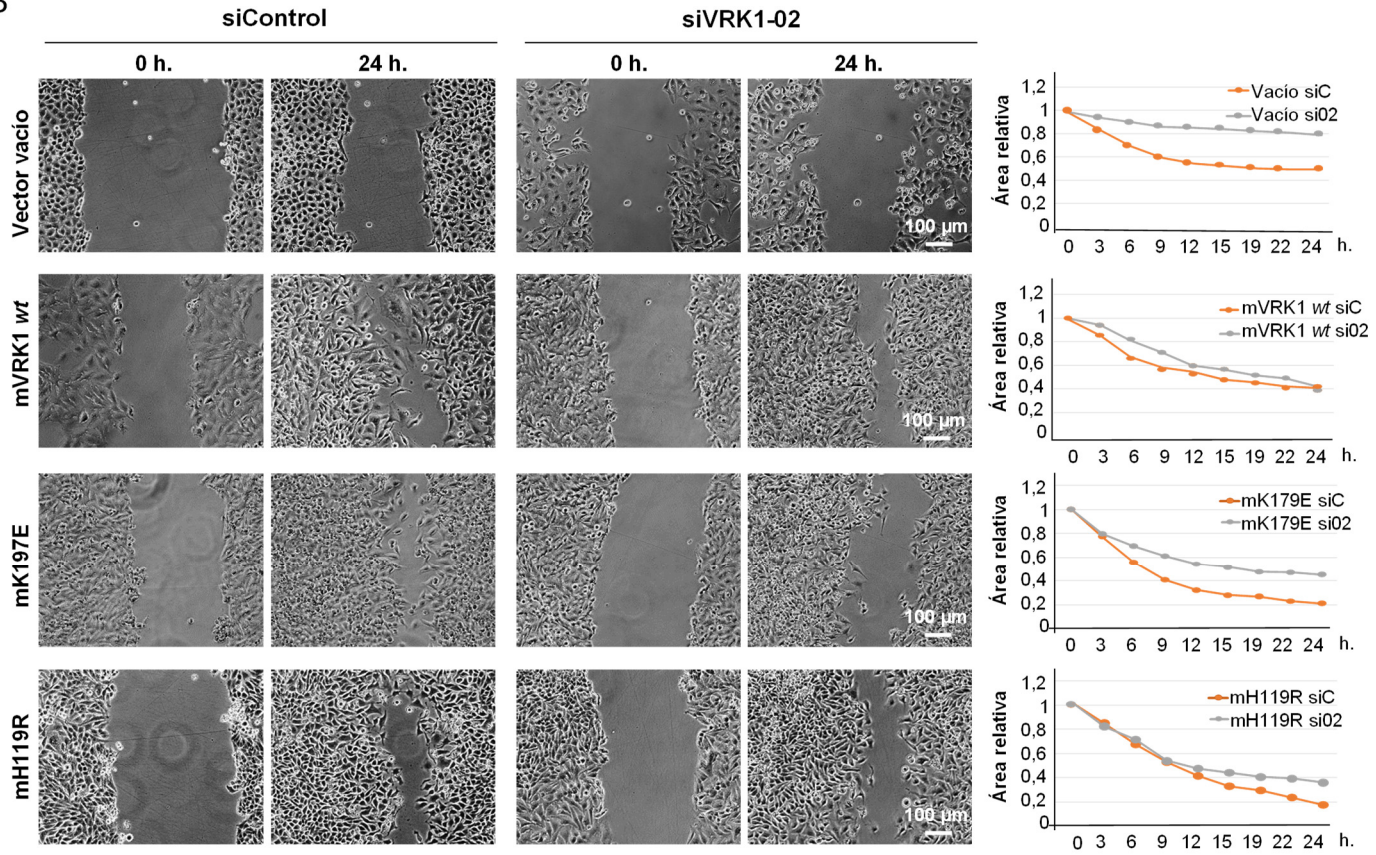 siControl
siVRK1-02
0 h.
24 h.
0 h.
24 h.
Vector vacío
100 µm
Área relativa
1,2
1
0,8
0,6
0,4
0,2
0
Vacío siC
Vacío si02
0 3 6 9 12 15 19 22 24 h.
mVRK1 wt
100 µm
Área relativa
1,2
1
0,8
0,6
0,4
0,2
0
mVRK1 wt siC
mVRK1 wt si02
0 3 6 9 12 15 19 22 24 h.
mK197E
100 µm
Área relativa
1,2
1
0,8
0,6
0,4
0,2
0
mK179E siC
mK179E si02
0 3 6 9 12 15 19 22 24 h.
mH119R
100 µm
Área relativa
1,2
1
0,8
0,6
0,4
0,2
0
mH119R siC
mH119R si02
0 3 6 9 12 15 19 22 24 h.